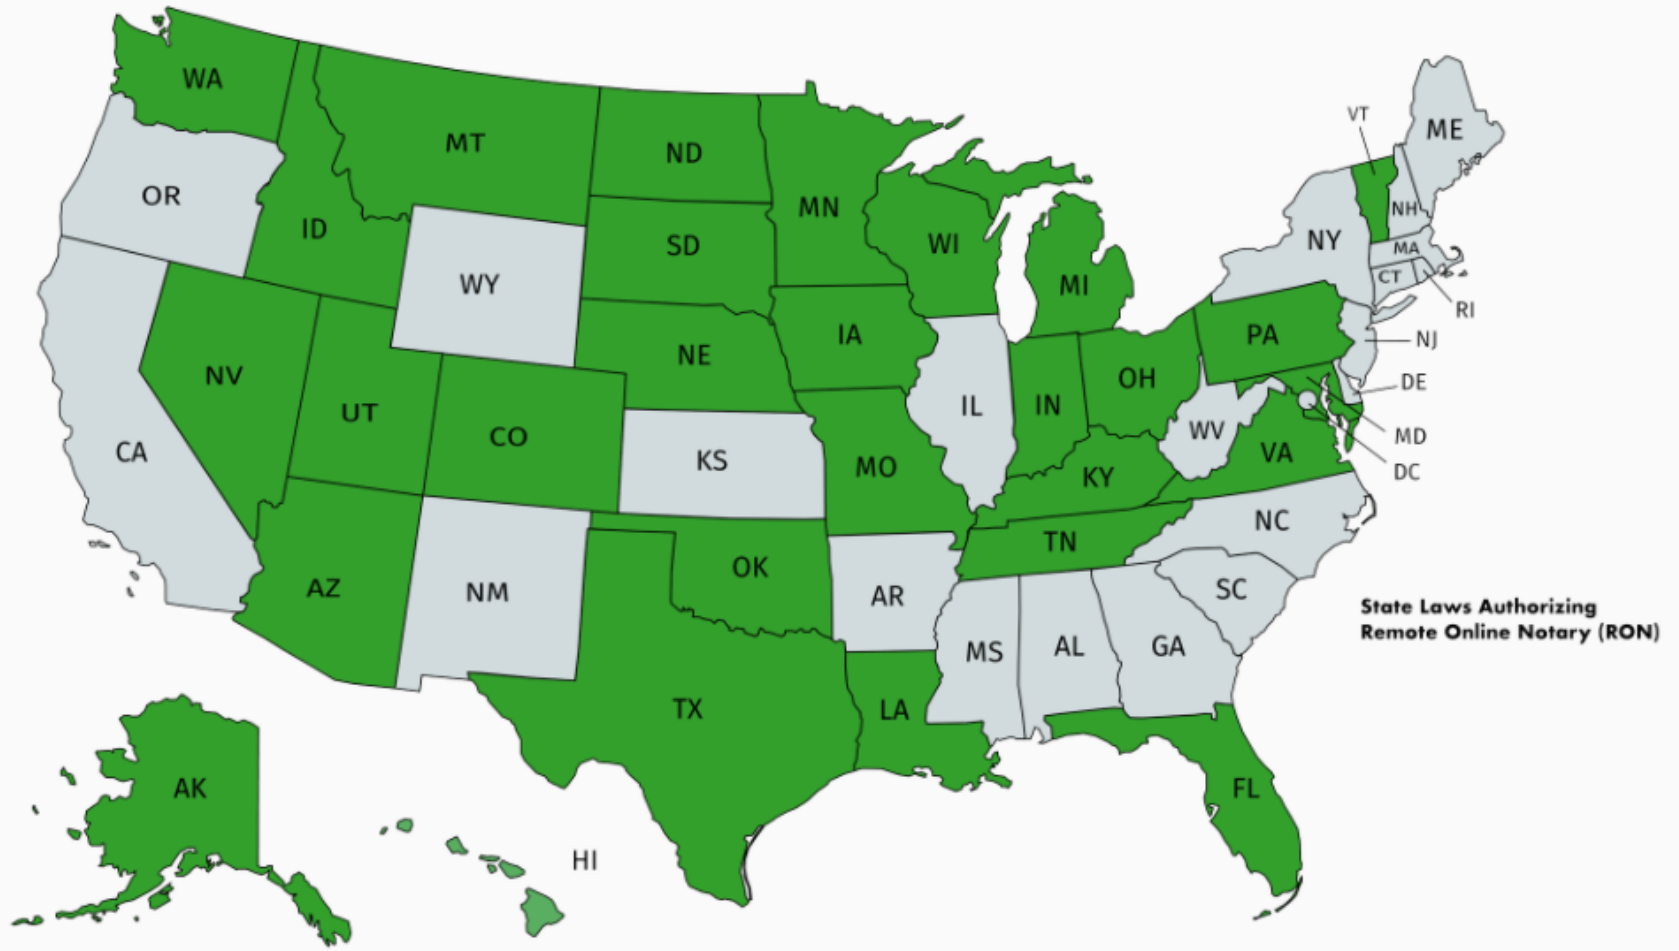 WA
MT
ND
MN
VT
ME
OR
ID
SD
WI
NY
NH
MA
WY
MI
CT
RI
NV
NE
IA
PA
NJ
UT
CO
IL
IN
OH
DE
CA
KS
MO
KY
WV
VA
MD
DC
AZ
NM
OK
AR
TN
NC
SC
MS
AL
GA
State Laws Authorizing
Remote Online Notary (RON)
TX
LA
AK
FL
HI